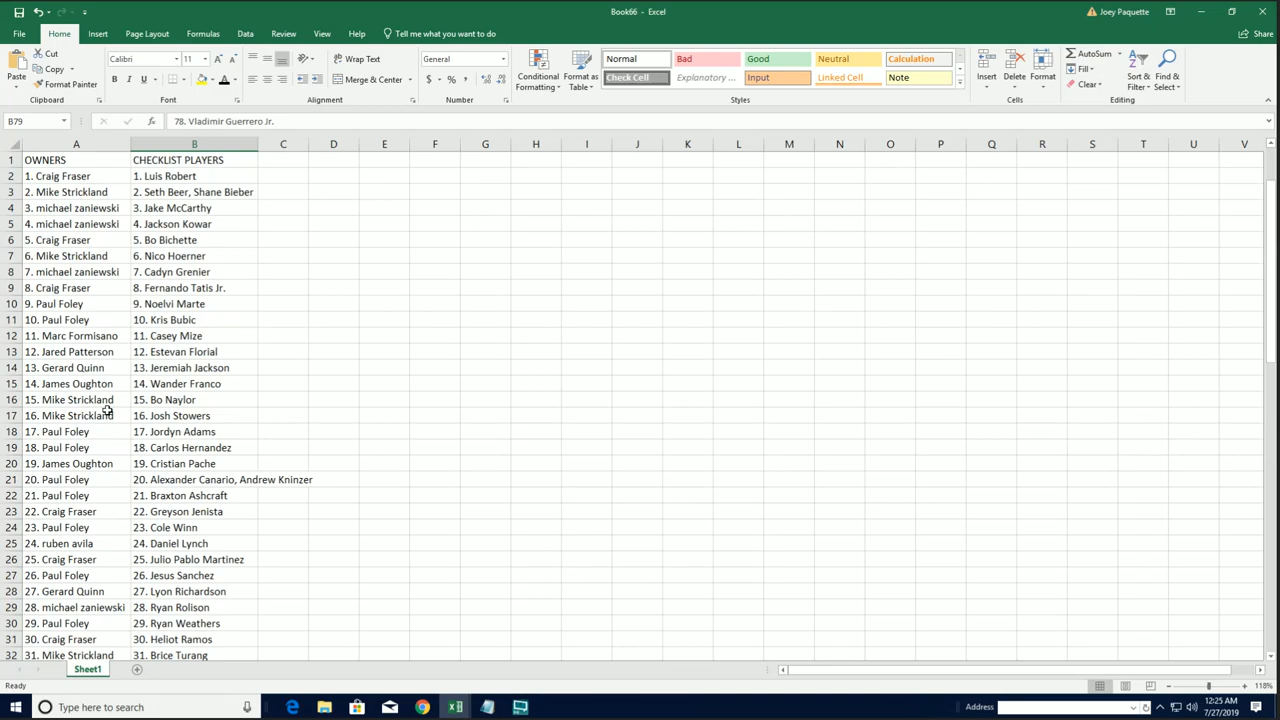 Book66 - Excel
Joey Paquette
File Home Insert Page Layout Formulas Data Review View Help Tell me what you want to do Share
Paste Cut Copy Format Painter Clipboard
Calibri 11 A A B I U A Font
Wrap Text Merge & Center Alignment
General $ % , Number
Conditional Formatting Format as Table
Normal Bad Good Neutral Calculation
Check Cell Explanatory ... Input Linked Cell Note
Styles
Insert Delete Format Cells
AutoSum Fill Clear Sort & Filter Find & Select Editing
B79 fx 78. Vladimir Guerrero Jr.
A B C D E F G H I J K L M N O P Q R S T U V
1 OWNERS CHECKLIST PLAYERS
2 1. Craig Fraser 1. Luis Robert
3 2. Mike Strickland 2. Seth Beer, Shane Bieber
4 3. michael zaniewski 3. Jake McCarthy
5 4. michael zaniewski 4. Jackson Kowar
6 5. Craig Fraser 5. Bo Bichette
7 6. Mike Strickland 6. Nico Hoerner
8 7. michael zaniewski 7. Cadyn Grenier
9 8. Craig Fraser 8. Fernando Tatis Jr.
10 9. Paul Foley 9. Noelvi Marte
11 10. Paul Foley 10. Kris Bubic
12 11. Marc Formisano 11. Casey Mize
13 12. Jared Patterson 12. Estevan Florial
14 13. Gerard Quinn 13. Jeremiah Jackson
15 14. James Oughton 14. Wander Franco
16 15. Mike Strickland 15. Bo Naylor
17 16. Mike Strickland 16. Josh Stowers
18 17. Paul Foley 17. Jordyn Adams
19 18. Paul Foley 18. Carlos Hernandez
20 19. James Oughton 19. Cristian Pache
21 20. Paul Foley 20. Alexander Canario, Andrew Kninzer
22 21. Paul Foley 21. Braxton Ashcraft
23 22. Craig Fraser 22. Greyson Jenista
24 23. Paul Foley 23. Cole Winn
25 24. ruben avila 24. Daniel Lynch
26 25. Craig Fraser 25. Julio Pablo Martinez
27 26. Paul Foley 26. Jesus Sanchez
28 27. Gerard Quinn 27. Lyon Richardson
29 28. michael zaniewski 28. Ryan Rolison
30 29. Paul Foley 29. Ryan Weathers
31 30. Craig Fraser 30. Heliot Ramos
32 31. Mike Strickland 31. Brice Turang
Sheet1
Ready 118%
Type here to search Address 12:25 AM
7/27/2019